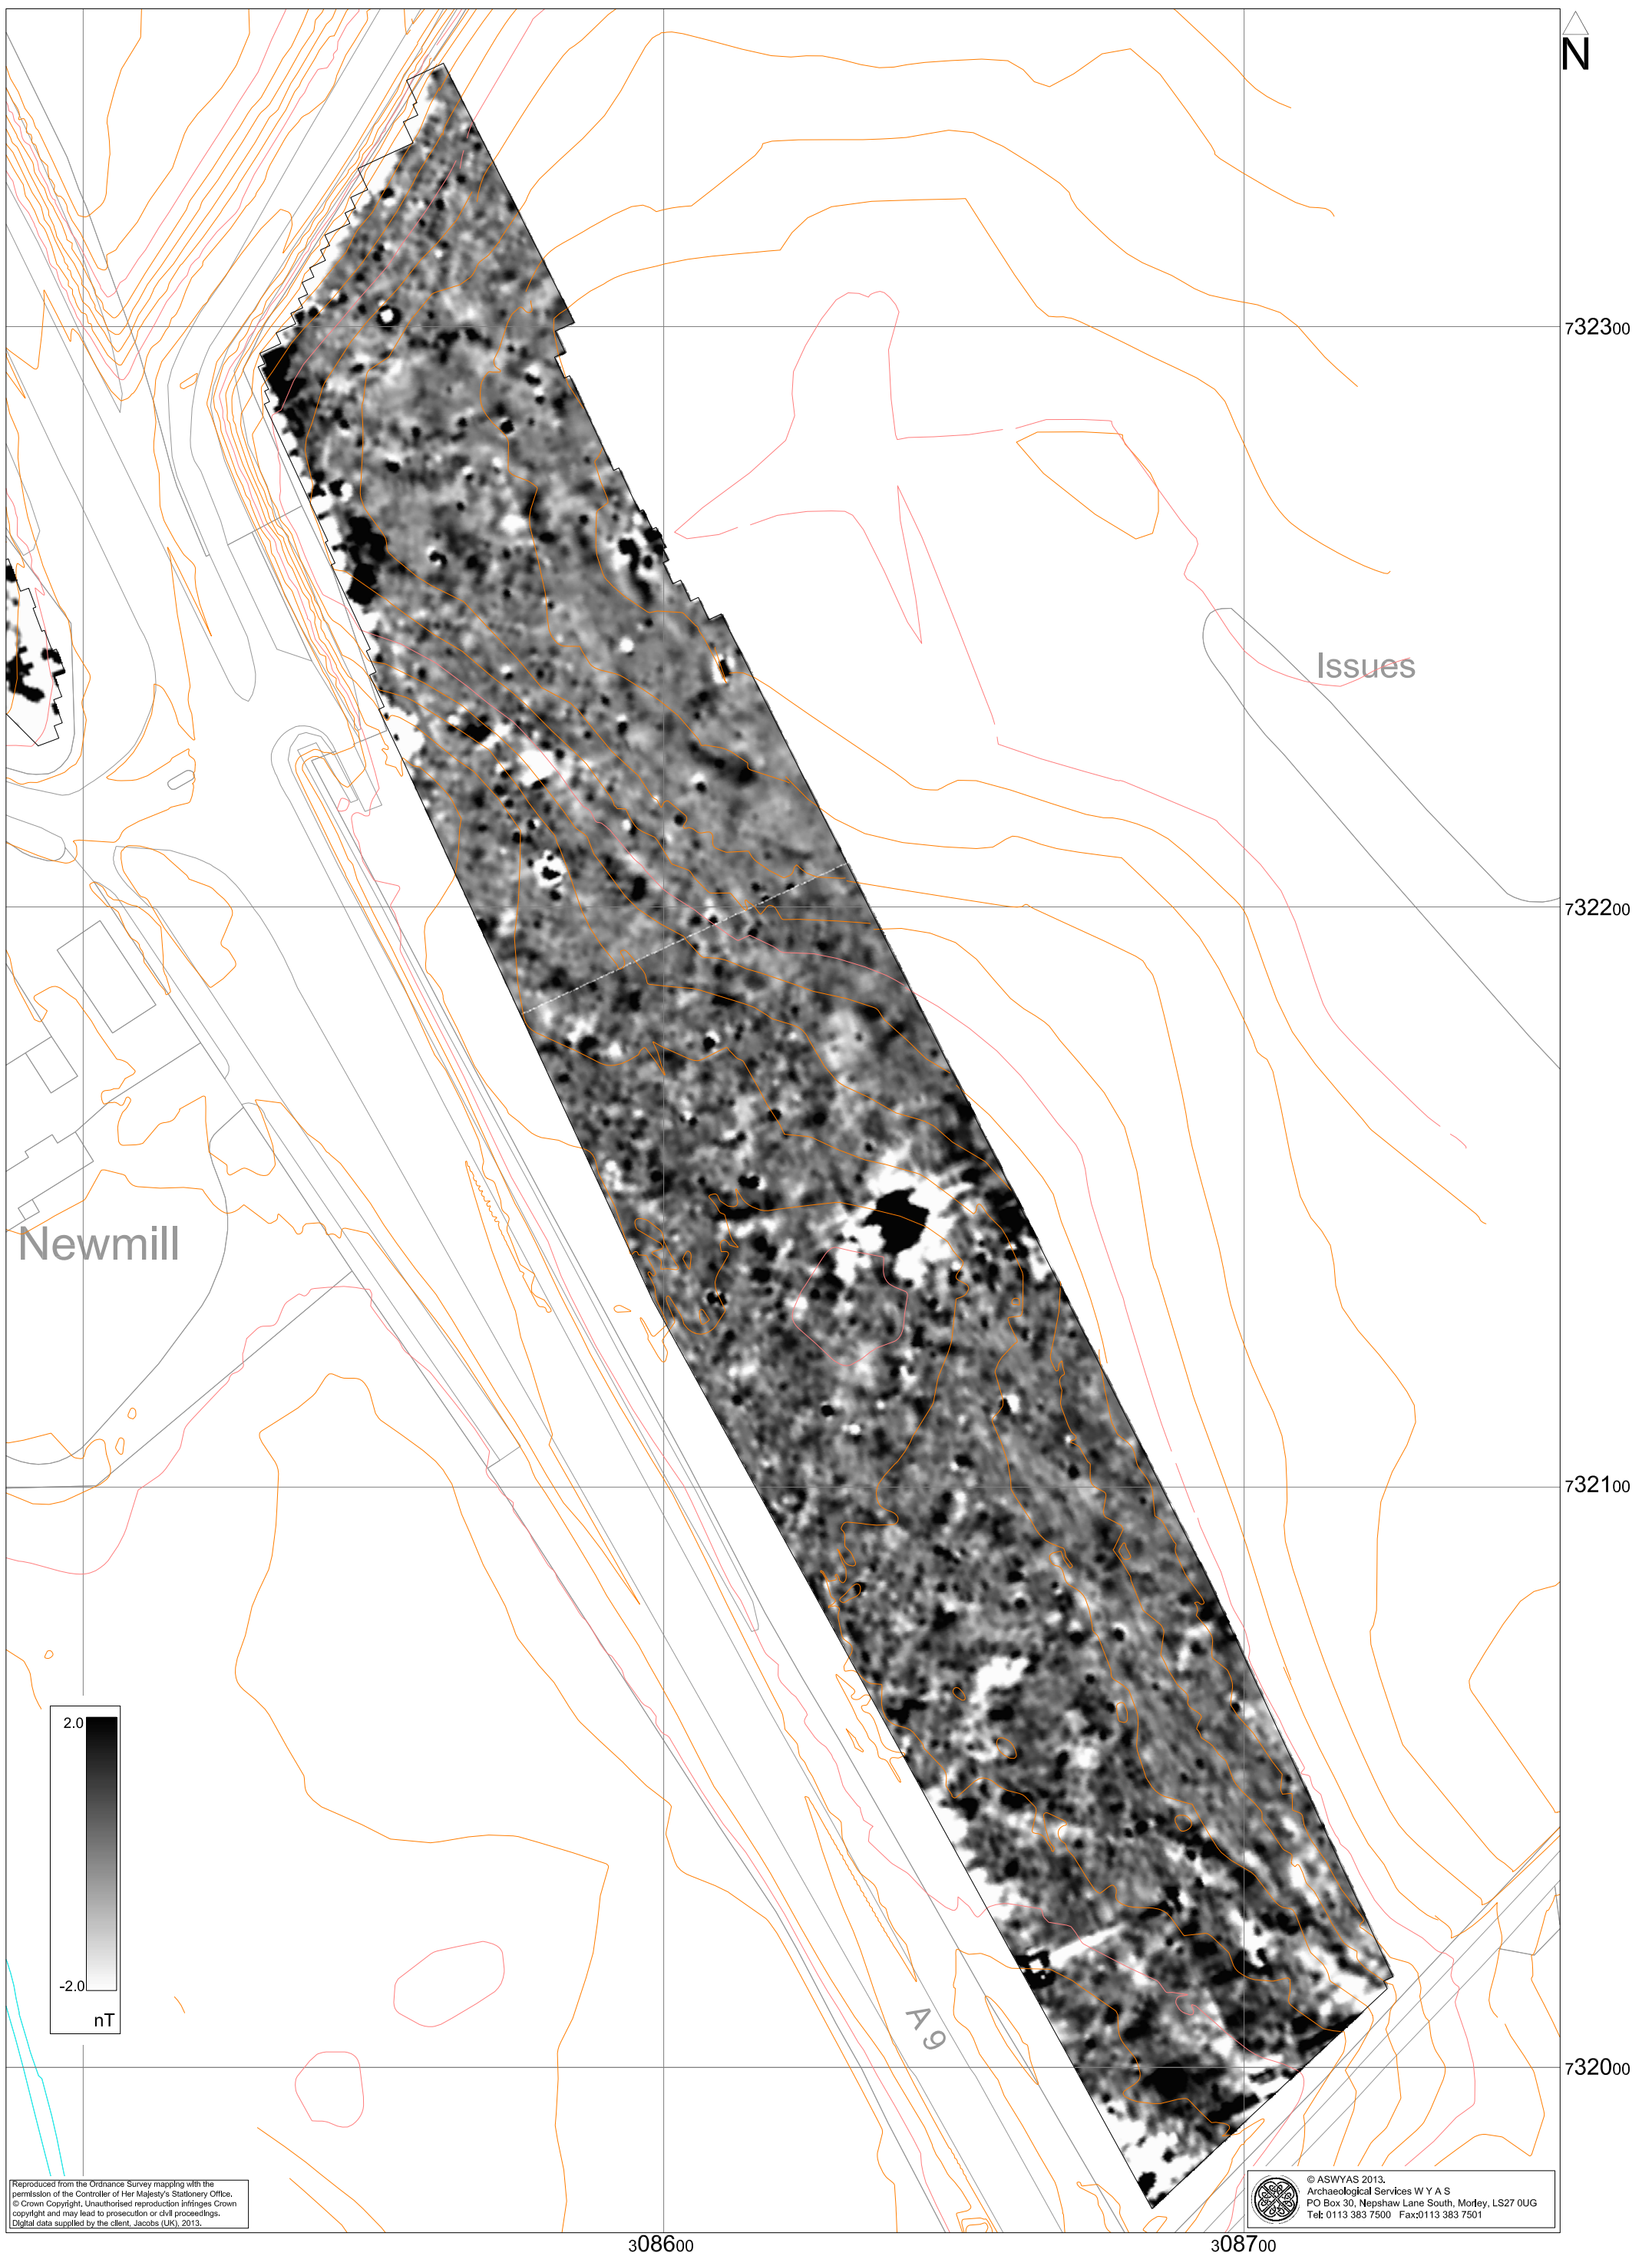 N
732300
Issues
732200
Newmill
732100
2.0
-2.0
nT
A 9
732000
Reproduced from the Ordnance Survey mapping with the
permission of the Controller of Her Majesty's Stationery Office.
© Crown Copyright. Unauthorised reproduction infringes Crown
copyright and may lead to prosecution or civil proceedings.
Digital data supplied by the client, Jacobs (UK), 2013.
© ASWYAS 2013.
Archaeological Services W Y A S
PO Box 30, Nepshaw Lane South, Morley, LS27 0UG
Tel: 0113 383 7500 Fax:0113 383 7501
308600
308700